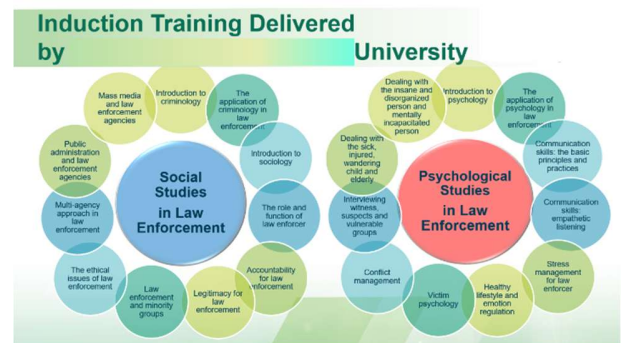 Induction Training Delivered
by University
Introduction to
criminology
The
application of
criminology in
law
enforcement
Introduction to
sociology
The role and
function of
law enforcer
Accountability
for law
enforcement
Legitimacy for
law
enforcement
Law
enforcement
and minority
groups
The ethical
issues of law
enforcement
Multi-agency
approach in
law
enforcement
Public
administration
and law
enforcement
agencies
Mass media
and law
enforcement
agencies
Social
Studies
in Law
Enforcement
Introduction to
psychology
The
application of
psychology in
law
enforcement
Communication
skills: the basic
principles and
practices
Communication
skills:
empathetic
listening
Stress
management
for law
enforcer
Healthy
lifestyle and
emotion
regulation
Victim
psychology
Conflict
management
Interviewing
witness,
suspects and
vulnerable
groups
Dealing with
the sick,
injured,
wandering
child and
elderly
Dealing with
the insane and
disorganized
person and
mentally
incapacitated
person
Psychological
Studies
in Law
Enforcement